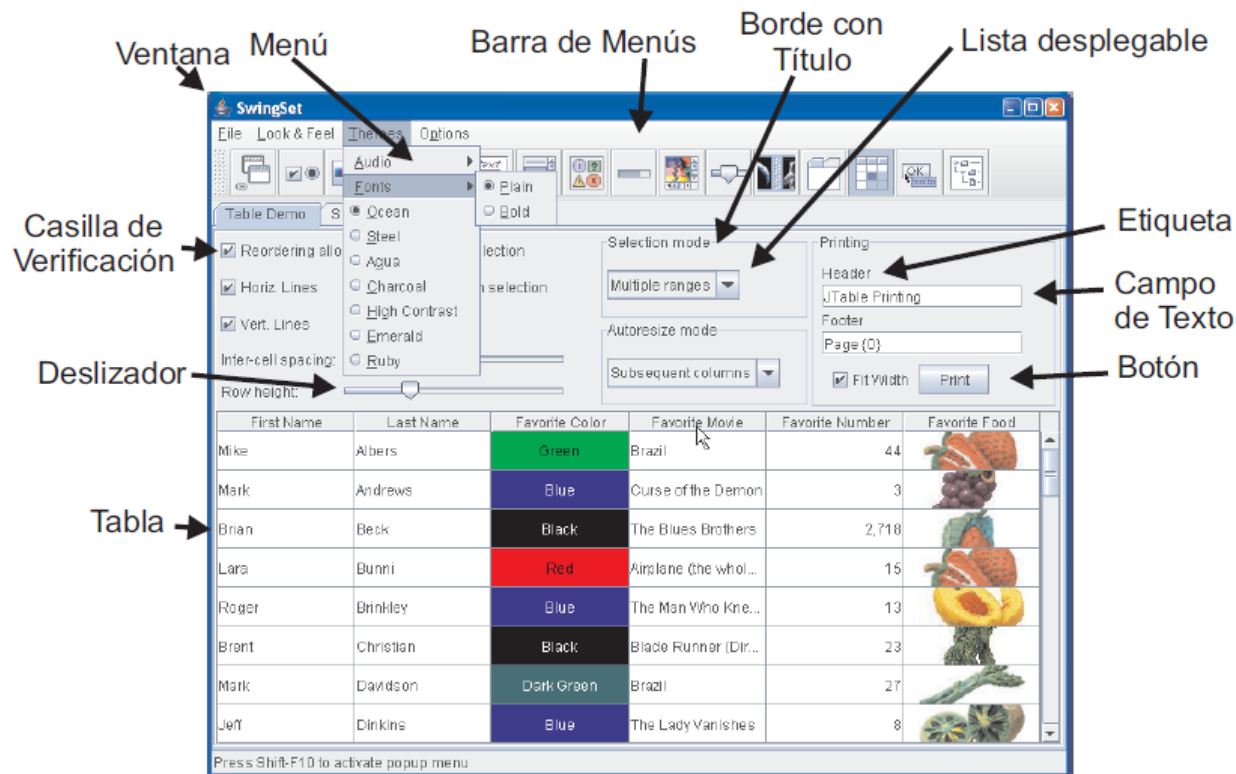 Ventana
Menú
Barra de Menús
Borde con
Título
Lista desplegable
SwingSet
File Look & Feel Themes Options
Audio
Fonts
Plain
Bold
Ocean
Steel
Aqua
Charcoal
High Contrast
Emerald
Ruby
text
OK
Table Demo S
Casilla de
Verificación
Reordering allo
lection
Horiz. Lines
n selection
Vert. Lines
Inter-cell spacing:
Deslizador
Row height:
Selection mode
Multiple ranges
Autoresize mode
Subsequent columns
Printing
Header
JTable Printing
Footer
Page {0}
Fit Width
Print
Etiqueta
Campo
de Texto
Botón
Tabla
First Name Last Name Favorite Color Favorite Movie Favorite Number Favorite Food
Mike Albers Green Brazil 44
Mark Andrews Blue Curse of the Demon 3
Brian Beck Black The Blues Brothers 2,718
Lara Bunni Red Airplane (the whol... 15
Roger Brinkley Blue The Man Who Kne... 13
Brent Christian Black Blade Runner (Dir... 23
Mark Davidson Dark Green Brazil 27
Jeff Dinkins Blue The Lady Vanishes 8
Press Shift-F10 to activate popup menu